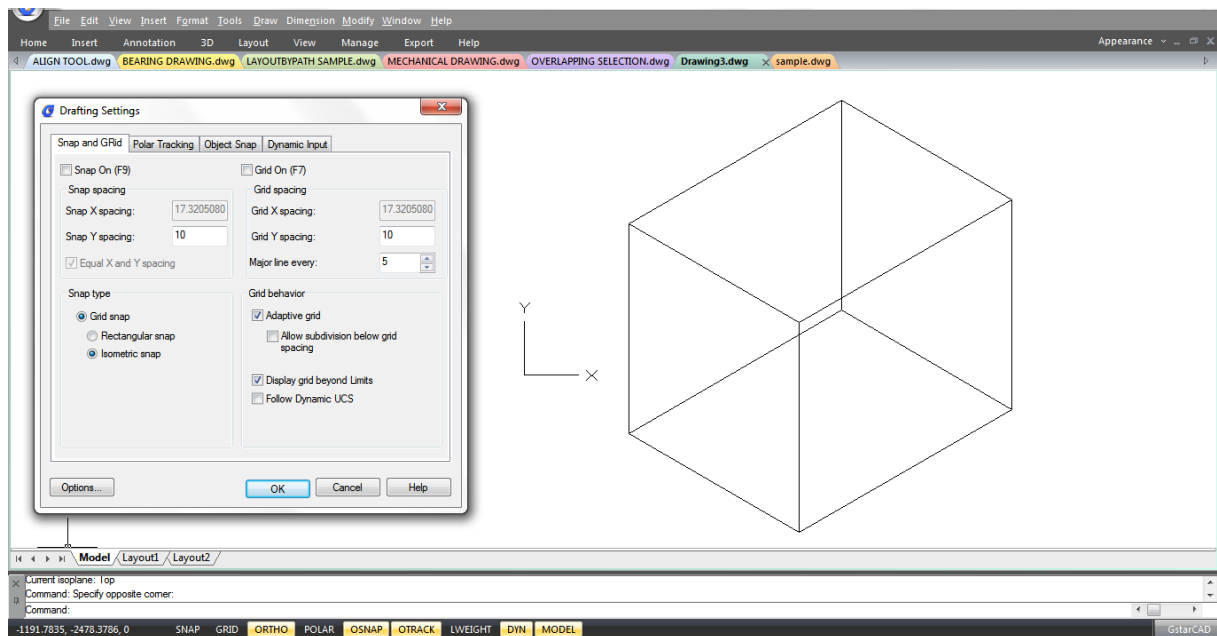 File Edit View Insert Format Tools Draw Dimension Modify Window Help
Home Insert Annotation 3D Layout View Manage Export Help Appearance
ALIGN TOOL.dwg BEARING DRAWING.dwg LAYOUTBYPATH SAMPLE.dwg MECHANICAL DRAWING.dwg OVERLAPPING SELECTION.dwg Drawing3.dwg sample.dwg
Drafting Settings
Snap and GRid Polar Tracking Object Snap Dynamic Input
Snap On (F9) Grid On (F7)
Snap spacing Grid spacing
Snap X spacing: 17.3205080 Grid X spacing: 17.3205080
Snap Y spacing: 10 Grid Y spacing: 10
Equal X and Y spacing Major line every: 5
Snap type Grid behavior
Grid snap Adaptive grid
Rectangular snap Allow subdivision below grid
spacing
Isometric snap
Display grid beyond Limits
Follow Dynamic UCS
Options... OK Cancel Help
Y
X
Model Layout1 Layout2
Current isoplane: Top
Command: Specify opposite corner:
Command:
-1191.7835, -2478.3786, 0 SNAP GRID ORTHO POLAR OSNAP OTRACK LWEIGHT DYN MODEL GstarCAD